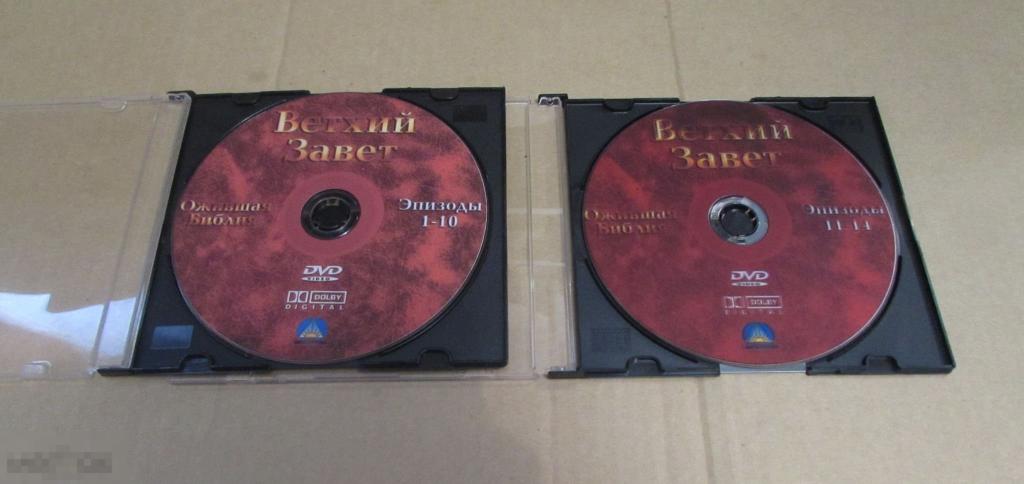 Ветхий
Завет
Ожившая
Библия
Эпизоды
1-10
DVD
VIDEO
DOLBY
DIGITAL
Ветхий
Завет
Ожившая
Библия
Эпизоды
11-14
DVD
VIDEO
DOLBY
DIGITAL